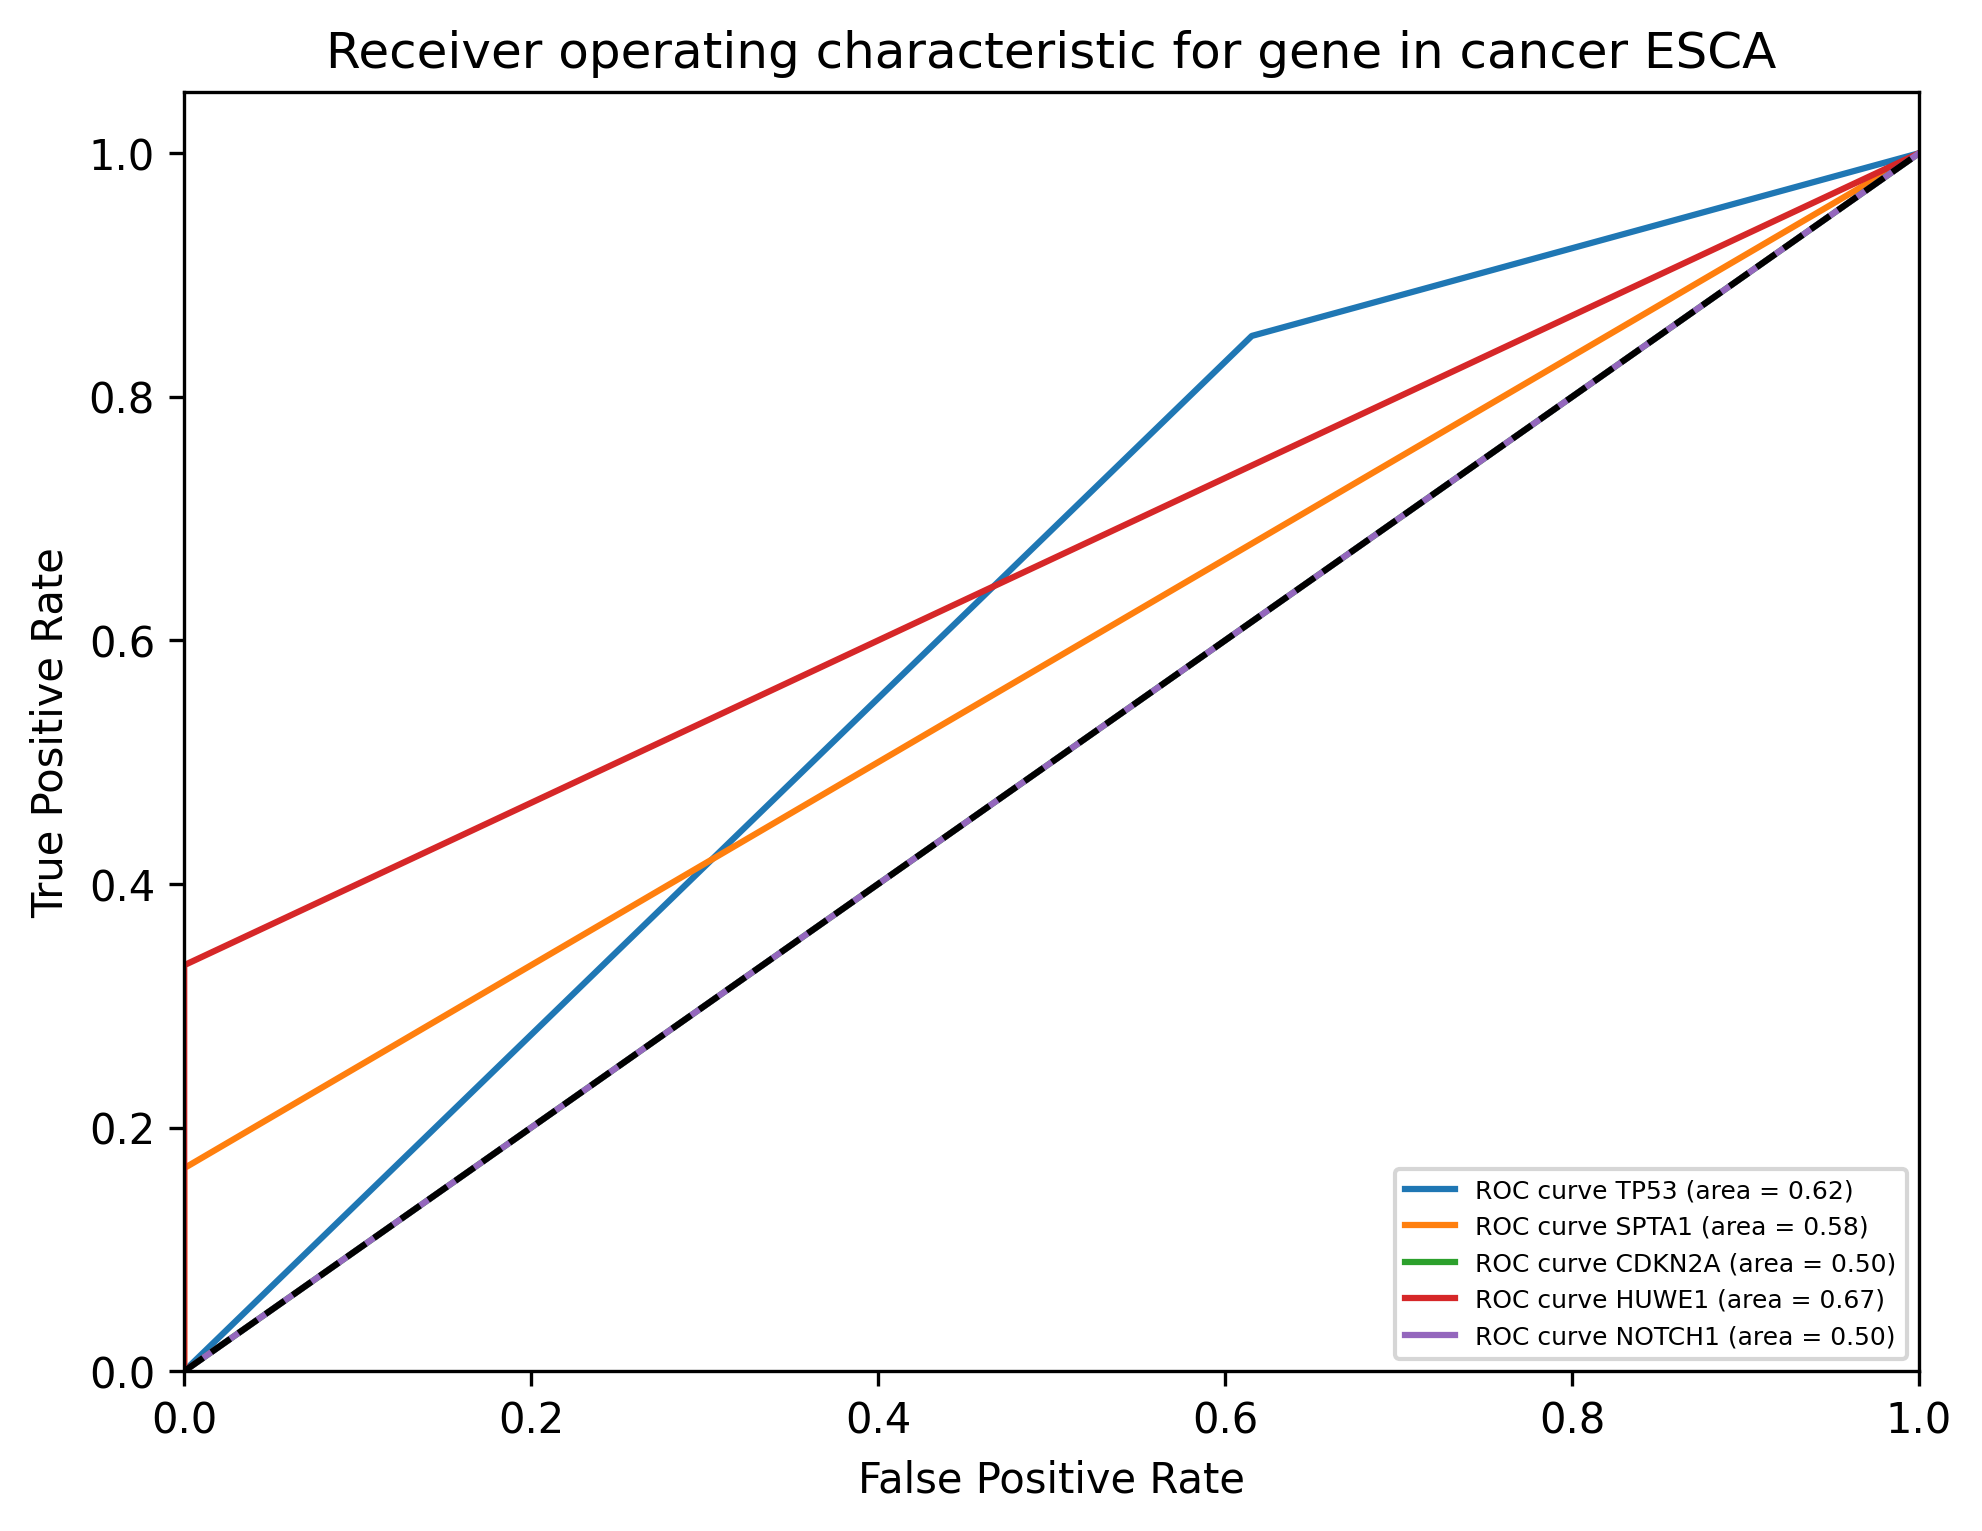 Receiver operating characteristic for gene in cancer ESCA
1.0
0.8
0.6
0.4
0.2
0.0
True Positive Rate
ROC curve TP53 (area = 0.62)
ROC curve SPTA1 (area = 0.58)
ROC curve CDKN2A (area = 0.50)
ROC curve HUWE1 (area = 0.67)
ROC curve NOTCH1 (area = 0.50)
0.0 0.2 0.4 0.6 0.8 1.0
False Positive Rate